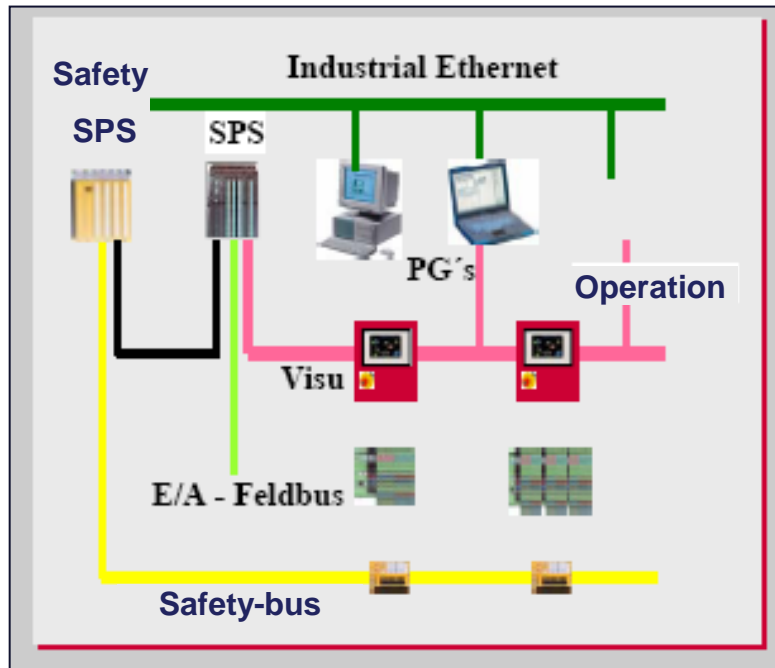 Safety
Industrial Ethernet
SPS
SPS
PG´s
Operation
Visu
E/A - Feldbus
Safety-bus